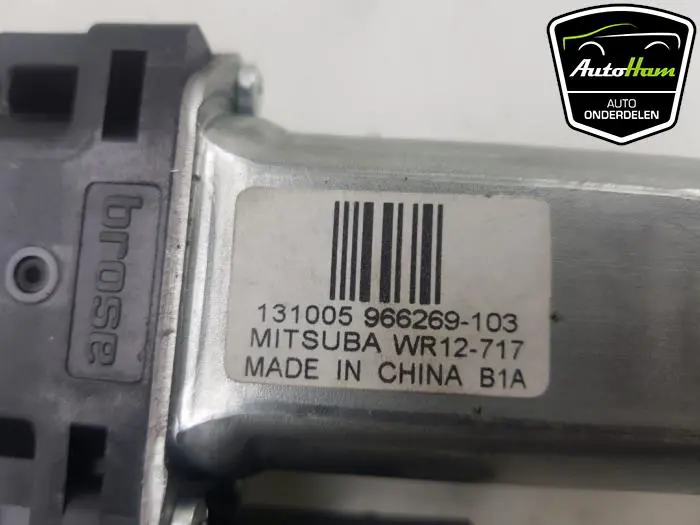 AutoHam
AUTO
ONDERDELEN
brose
131005 966269-103
MITSUBA WR12-717
MADE IN CHINA B1A